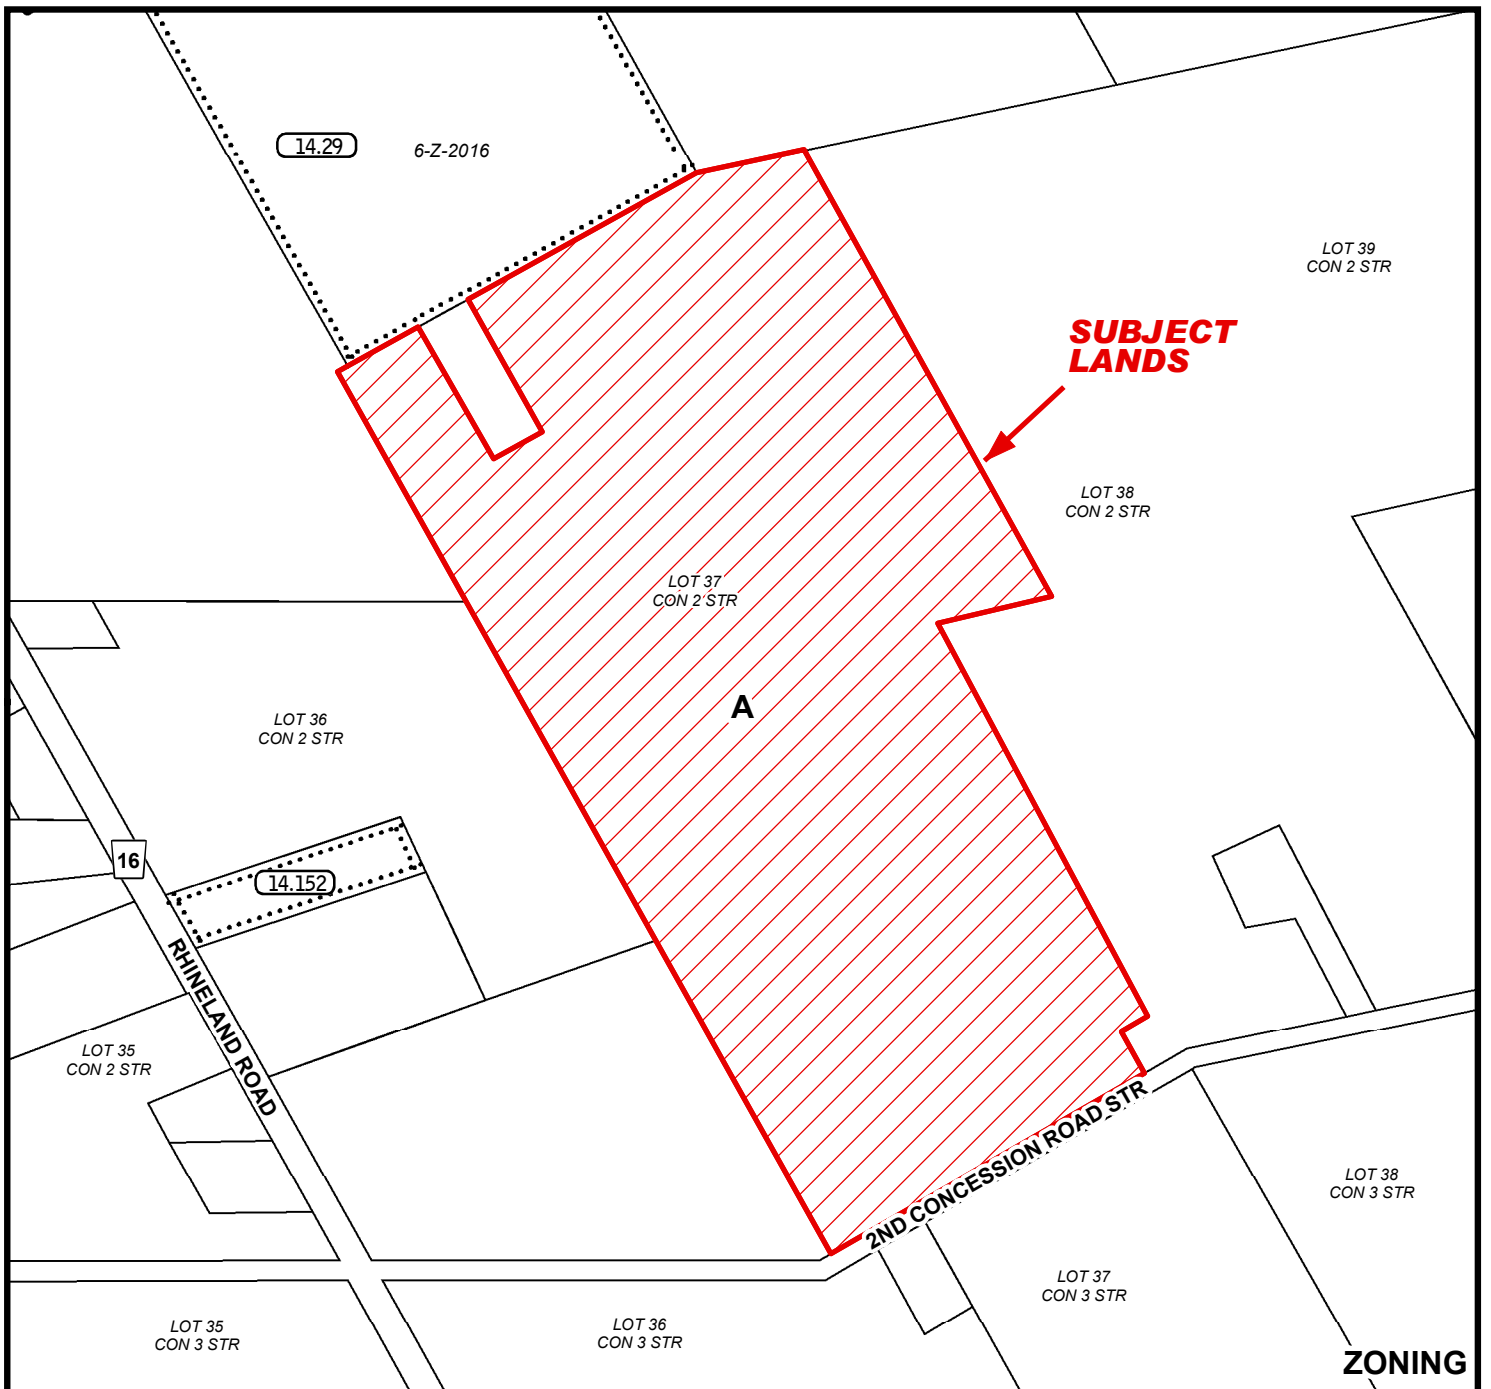 14.29
6-Z-2016
LOT 39
CON 2 STR
SUBJECT
LANDS
LOT 38
CON 2 STR
LOT 37
CON 2 STR
A
LOT 36
CON 2 STR
16
14.152
RHINELAND ROAD
LOT 35
CON 2 STR
2ND CONCESSION ROAD STR
LOT 38
CON 3 STR
LOT 37
CON 3 STR
LOT 35
CON 3 STR
LOT 36
CON 3 STR
ZONING